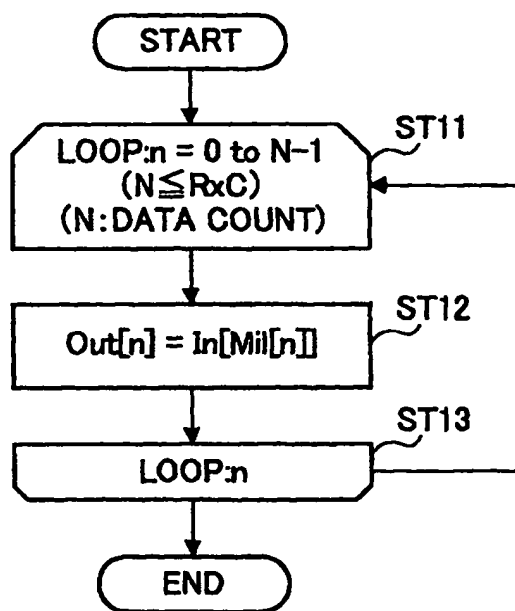 START
LOOP:n = 0 to N-1
(N≦RxC)
(N:DATA COUNT)
ST11
Out[n] = In[Mil[n]]
ST12
LOOP:n
ST13
END